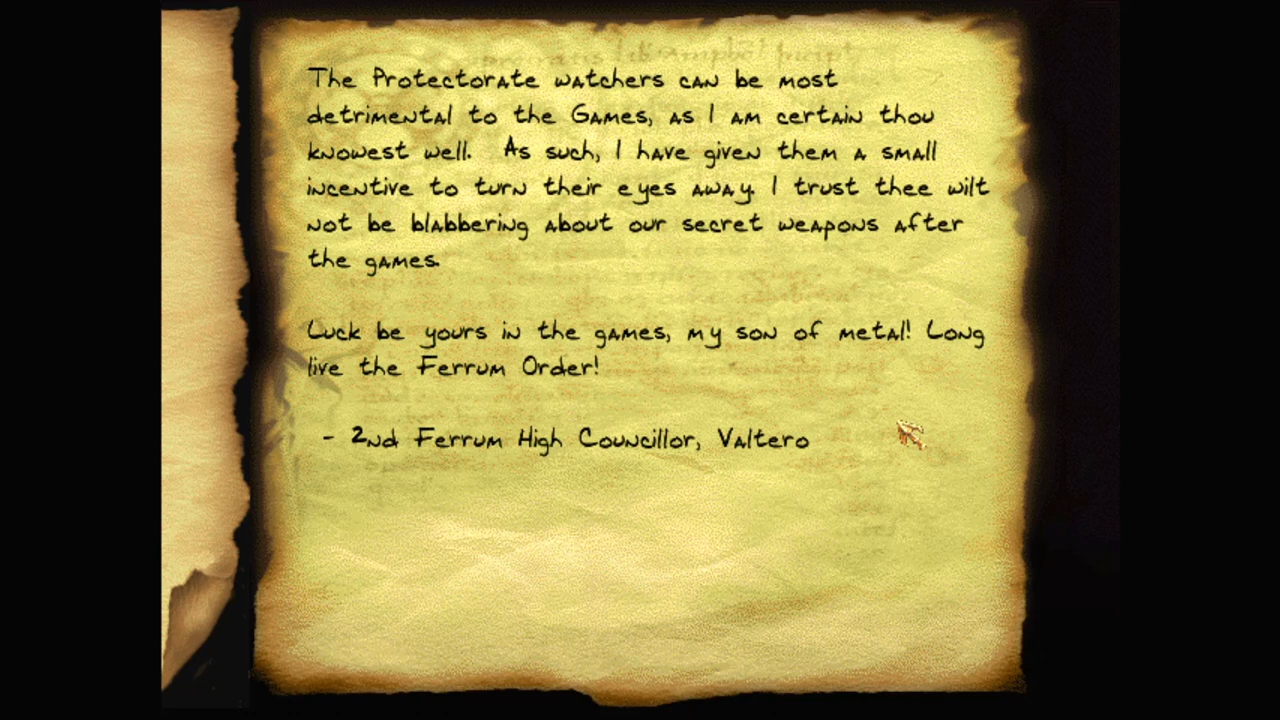 The Protectorate watchers can be most
detrimental to the Games, as I am certain thou
knowest well. As such, I have given them a small
incentive to turn their eyes away. I trust thee wilt
not be blabbering about our secret weapons after
the games.
Luck be yours in the games, my son of metal! Long
live the Ferrum Order!
- 2nd Ferrum High Councillor, Valtero